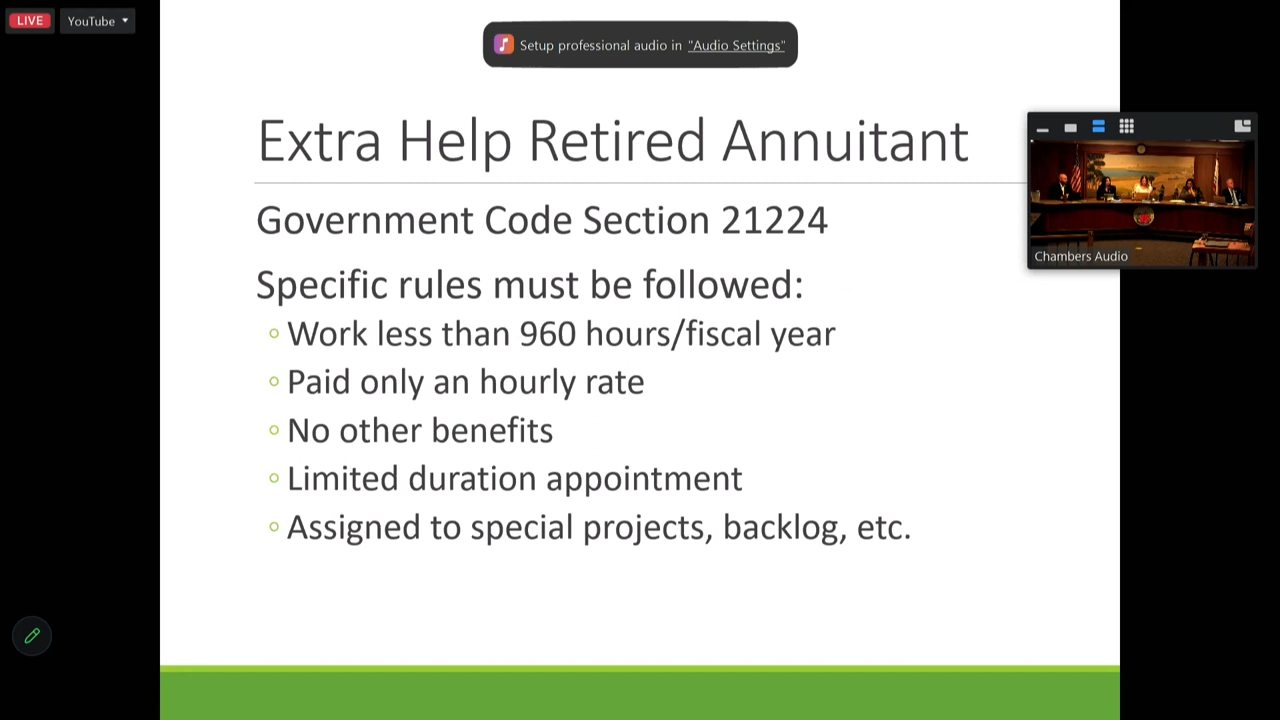 LIVE
YouTube
Setup professional audio in "Audio Settings"
Extra Help Retired Annuitant
Government Code Section 21224
Specific rules must be followed:
Work less than 960 hours/fiscal year
Paid only an hourly rate
No other benefits
Limited duration appointment
Assigned to special projects, backlog, etc.
Chambers Audio